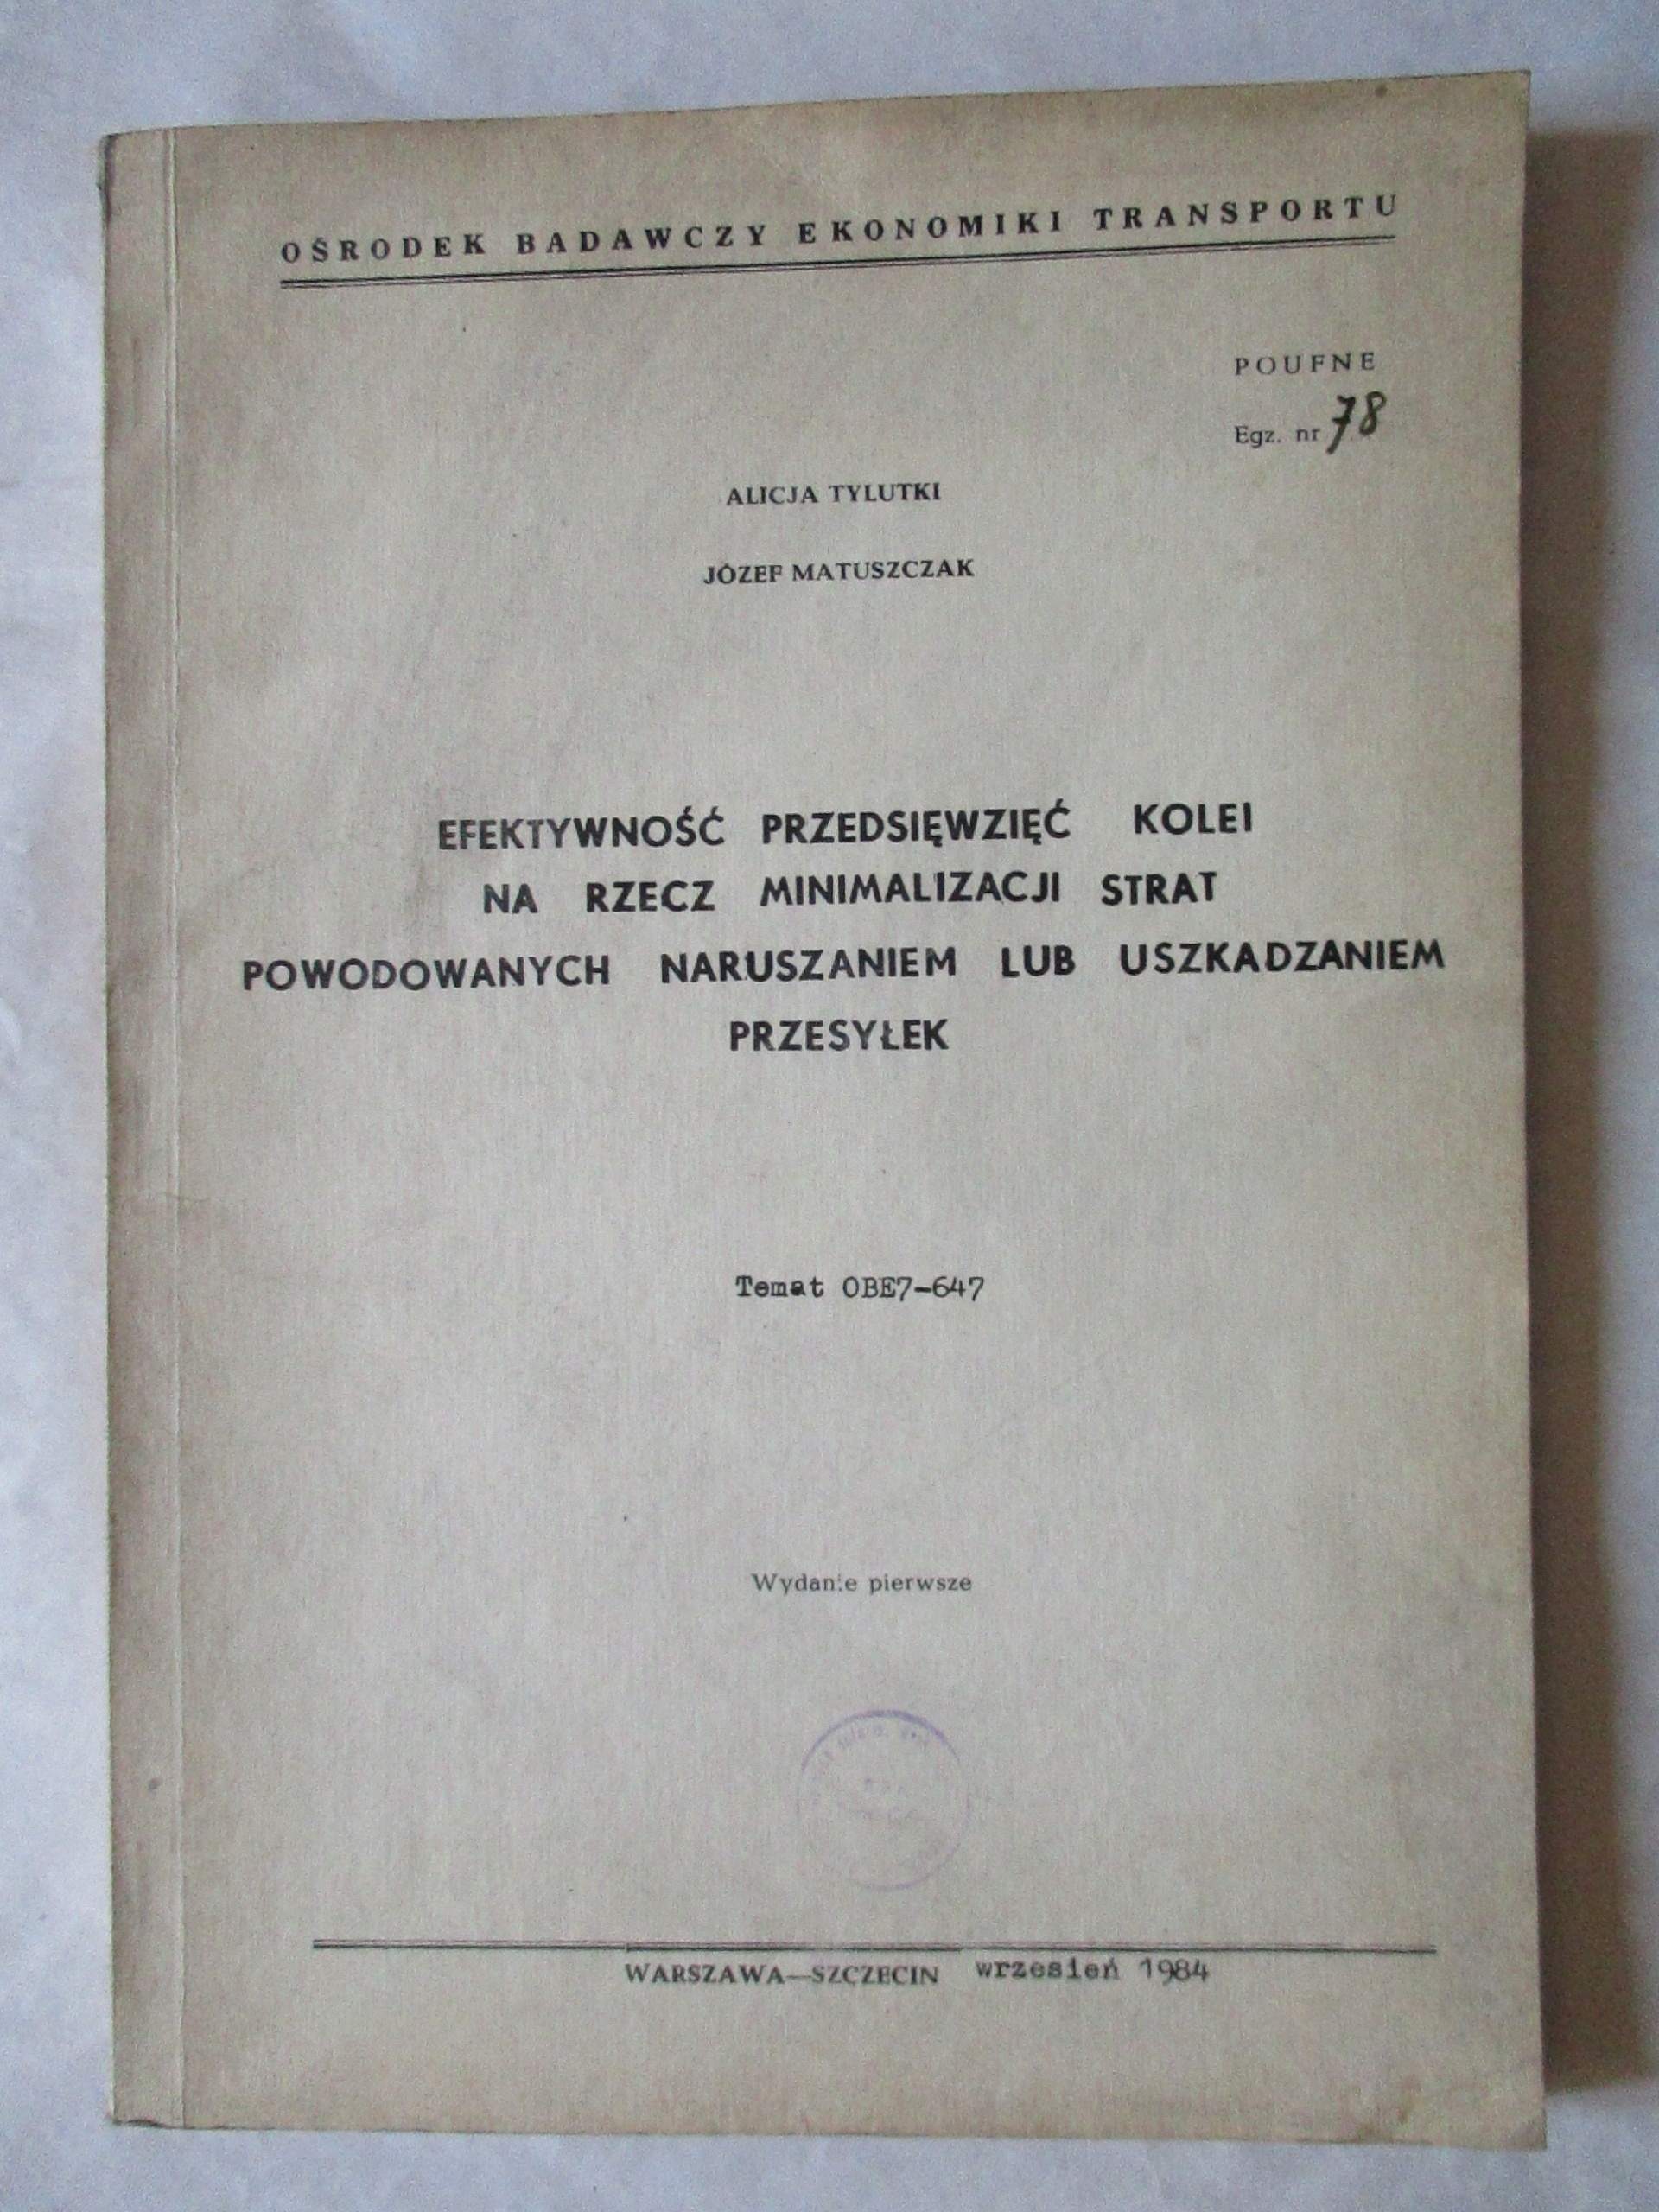 OŚRODEK BADAWCZY EKONOMIKI TRANSPORTU
POUFNE
Egz. nr 78
ALICJA TYLUTKI
JÓZEF MATUSZCZAK
EFEKTYWNOŚĆ PRZEDSIĘWZIĘĆ KOLEI
NA RZECZ MINIMALIZACJI STRAT
POWODOWANYCH NARUSZANIEM LUB USZKADZANIEM
PRZESYŁEK
Temat OBE7-647
Wydanie pierwsze
WARSZAWA—SZCZECIN wrzesień 1984